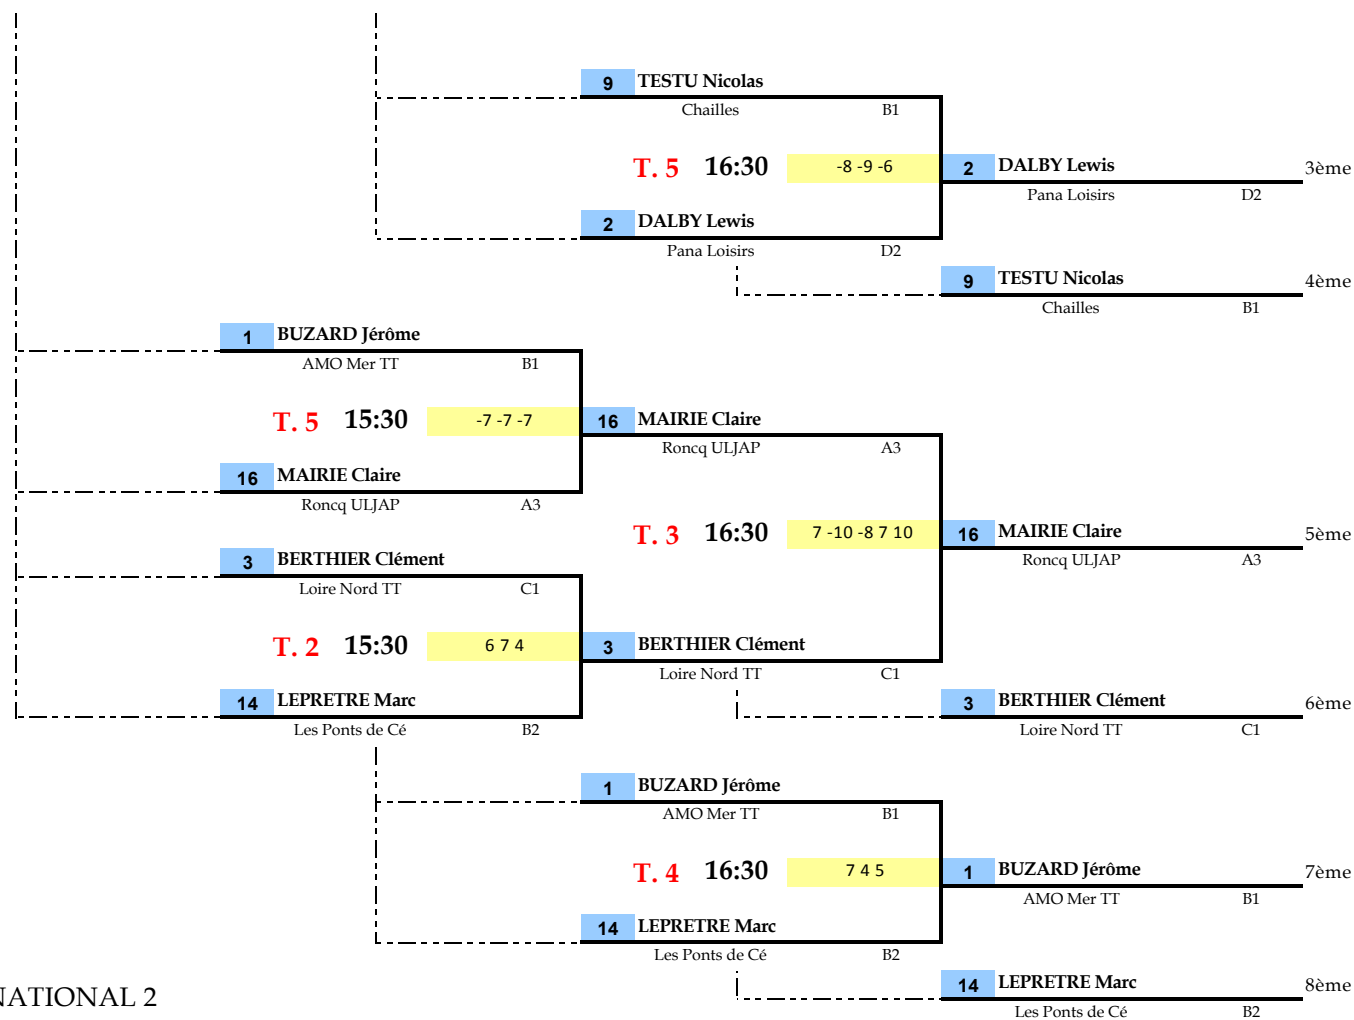 9 TESTU Nicolas
Chailles B1
T. 5 16:30 -8 -9 -6 2 DALBY Lewis 3ème
Pana Loisirs D2
2 DALBY Lewis
Pana Loisirs D2
9 TESTU Nicolas 4ème
Chailles B1
1 BUZARD Jérôme
AMO Mer TT B1
T. 5 15:30 -7 -7 -7 16 MAIRIE Claire
Roncq ULJAP A3
16 MAIRIE Claire
Roncq ULJAP A3
T. 3 16:30 7 -10 -8 7 10 16 MAIRIE Claire 5ème
Roncq ULJAP A3
3 BERTHIER Clément
Loire Nord TT C1
T. 2 15:30 6 7 4 3 BERTHIER Clément
Loire Nord TT C1
14 LEPRETRE Marc 3 BERTHIER Clément 6ème
Les Ponts de Cé B2 Loire Nord TT C1
1 BUZARD Jérôme
AMO Mer TT B1
T. 4 16:30 7 4 5 1 BUZARD Jérôme 7ème
AMO Mer TT B1
14 LEPRETRE Marc
Les Ponts de Cé B2
14 LEPRETRE Marc 8ème
NATIONAL 2
Les Ponts de Cé B2